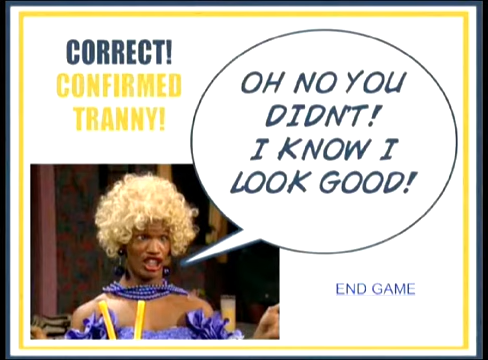 CORRECT!
CONFIRMED
TRANNY!
OH NO YOU
DIDN'T!
I KNOW I
LOOK GOOD!
END GAME